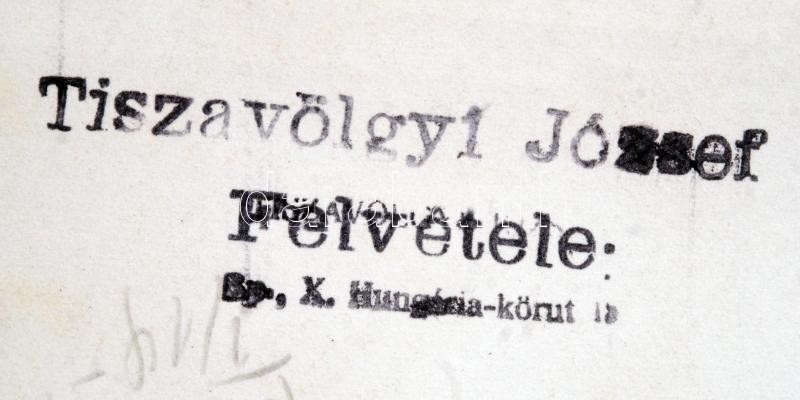 Tiszavölgyi József
Felvétele:
Bp., X. Hungária-körut